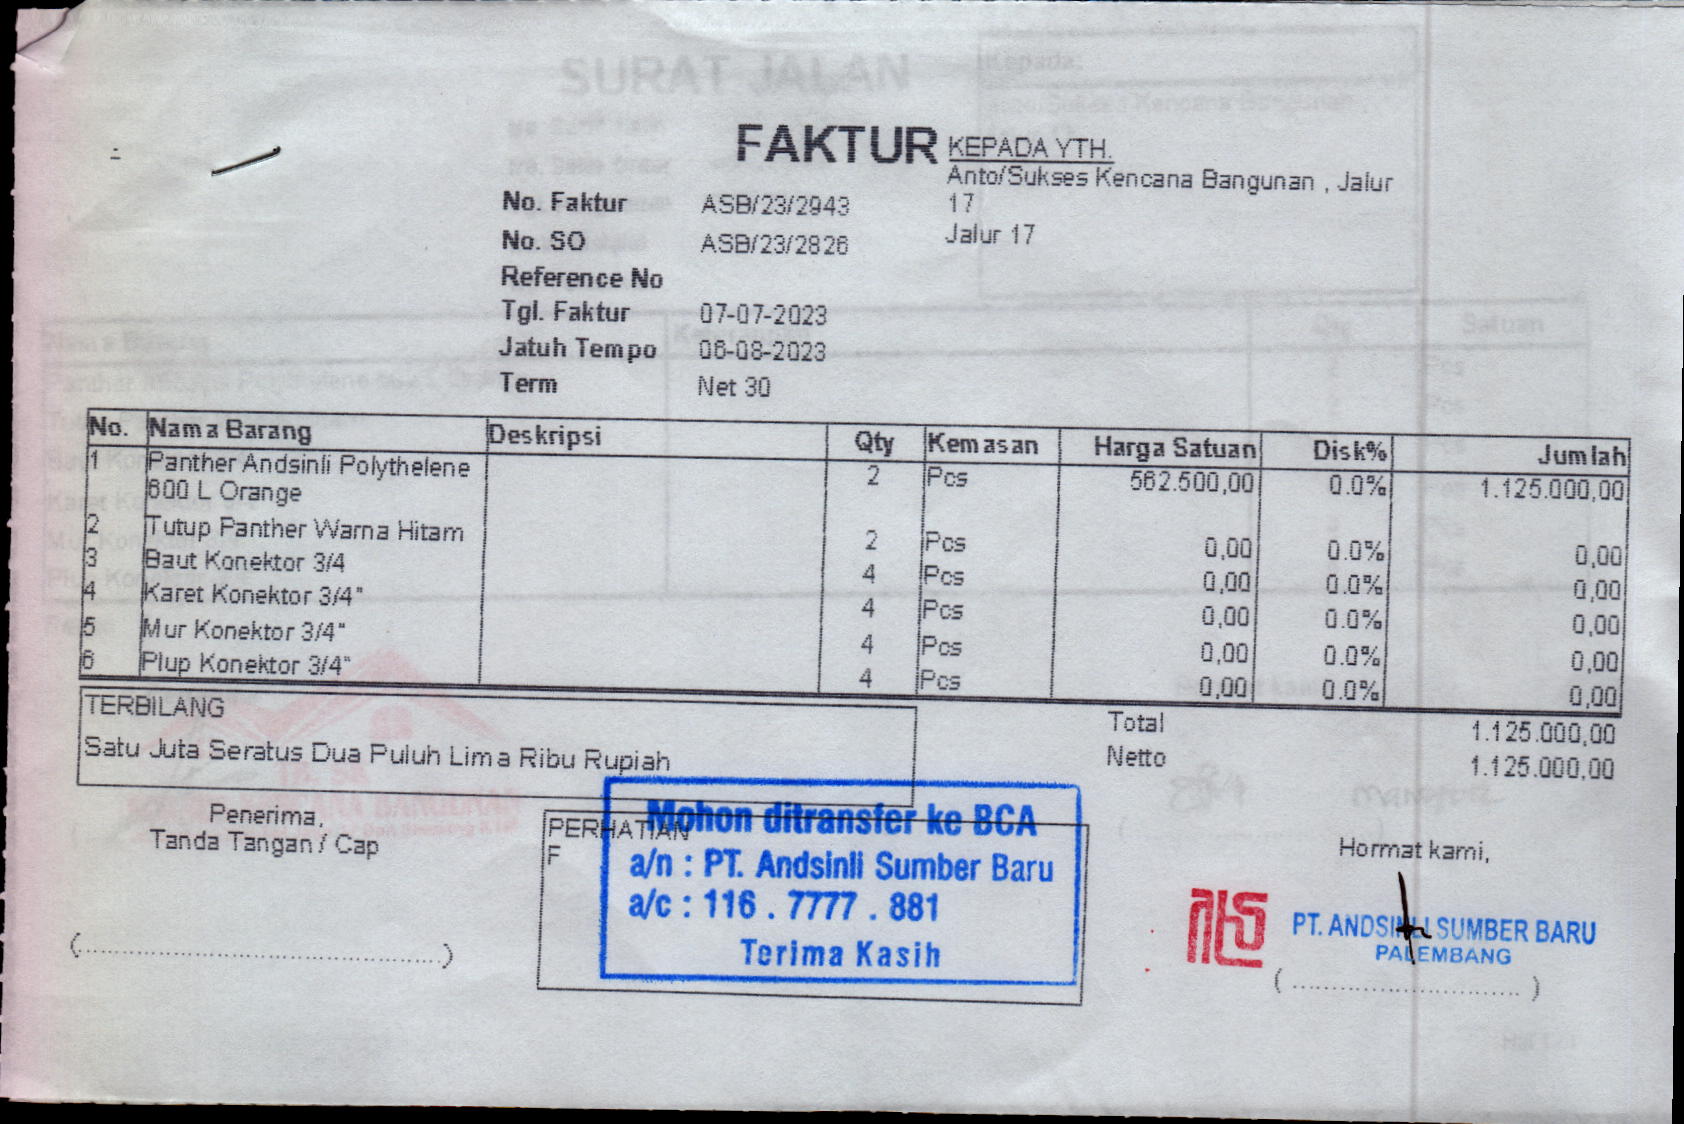 FAKTUR
KEPADA YTH.
Anto/Sukses Kencana Bangunan , Jalur
17
Jalur 17
No. Faktur ASB/23/2943
No. SO ASB/23/2826
Reference No
Tgl. Faktur 07-07-2023
Jatuh Tempo 06-08-2023
Term Net 30
No. Nama Barang Deskripsi Qty Kemasan Harga Satuan Disk% Jumlah
1 Panther Andsinli Polythelene 2 Pcs 562.500,00 0.0% 1.125.000,00
600 L Orange
2 Tutup Panther Warna Hitam 2 Pcs 0,00 0.0% 0,00
3 Baut Konektor 3/4 4 Pcs 0,00 0.0% 0,00
4 Karet Konektor 3/4" 4 Pcs 0,00 0.0% 0,00
5 Mur Konektor 3/4" 4 Pcs 0,00 0.0% 0,00
6 Plup Konektor 3/4" 4 Pcs 0,00 0.0% 0,00
TERBILANG
Satu Juta Seratus Dua Puluh Lima Ribu Rupiah
Total 1.125.000,00
Netto 1.125.000,00
Penerima,
Tanda Tangan / Cap
PERHATIAN
F
Mohon ditransfer ke BCA
a/n : PT. Andsinli Sumber Baru
a/c : 116 . 7777 . 881
Terima Kasih
Hormat kami,
PT. ANDSINLI SUMBER BARU
PALEMBANG
SURAT JALAN
Kepada:
Satuan